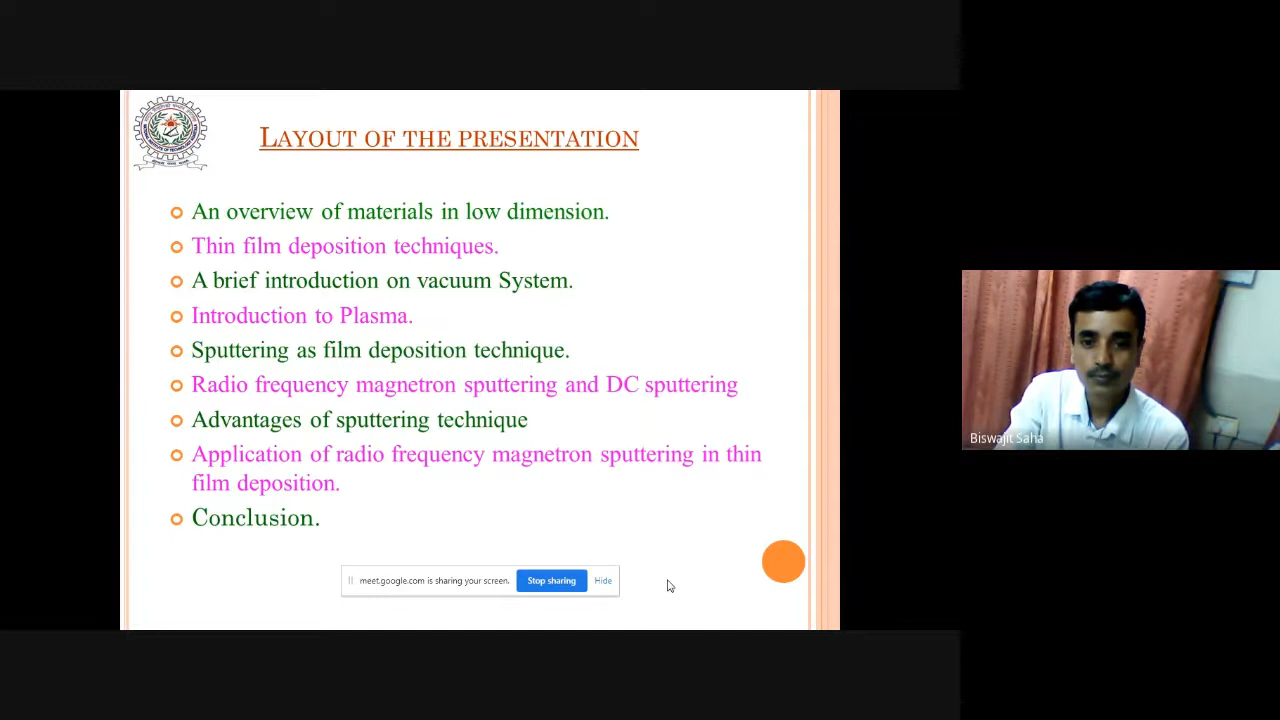 LAYOUT OF THE PRESENTATION
An overview of materials in low dimension.
Thin film deposition techniques.
A brief introduction on vacuum System.
Introduction to Plasma.
Sputtering as film deposition technique.
Radio frequency magnetron sputtering and DC sputtering
Advantages of sputtering technique
Application of radio frequency magnetron sputtering in thin
film deposition.
Conclusion.
meet.google.com is sharing your screen. Stop sharing Hide
Biswajit Saha